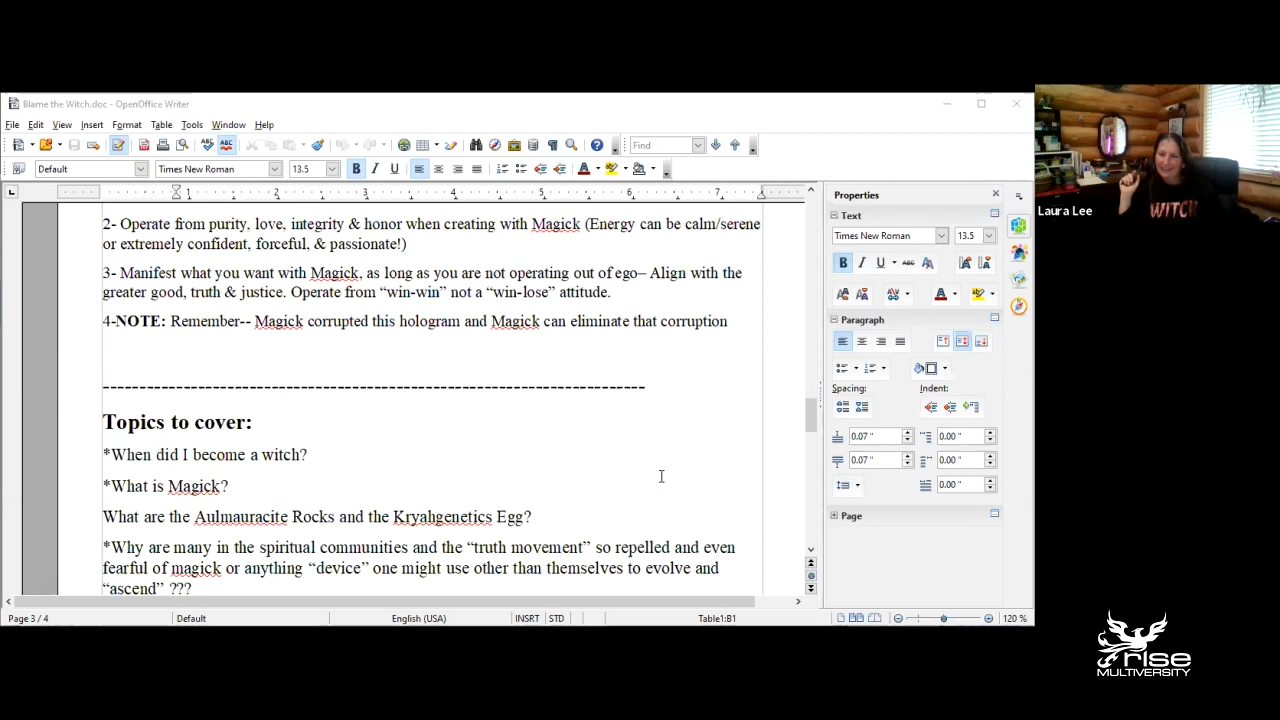 Blame the Witch.doc - OpenOffice Writer
File Edit View Insert Format Table Tools Window Help
Find
Default Times New Roman 13.5
1 2 3 4 5 6 7
2- Operate from purity, love, integrity & honor when creating with Magick (Energy can be calm/serene
or extremely confident, forceful, & passionate!)
3- Manifest what you want with Magick, as long as you are not operating out of ego– Align with the
greater good, truth & justice. Operate from “win-win” not a “win-lose” attitude.
4-NOTE: Remember-- Magick corrupted this hologram and Magick can eliminate that corruption
--------------------------------------------------------------------------
Topics to cover:
*When did I become a witch?
*What is Magick?
What are the Aulmauracite Rocks and the Kryahgenetics Egg?
*Why are many in the spiritual communities and the “truth movement” so repelled and even
fearful of magick or anything “device” one might use other than themselves to evolve and
“ascend” ???
Page 3 / 4 Default English (USA) INSRT STD Table1:B1 120 %
Properties
Text
Times New Roman 13.5
Paragraph
Spacing: Indent:
0.07 " 0.00 "
0.07 " 0.00 "
0.00 "
Page
Laura Lee
WITCH
rise
MULTIVERSITY